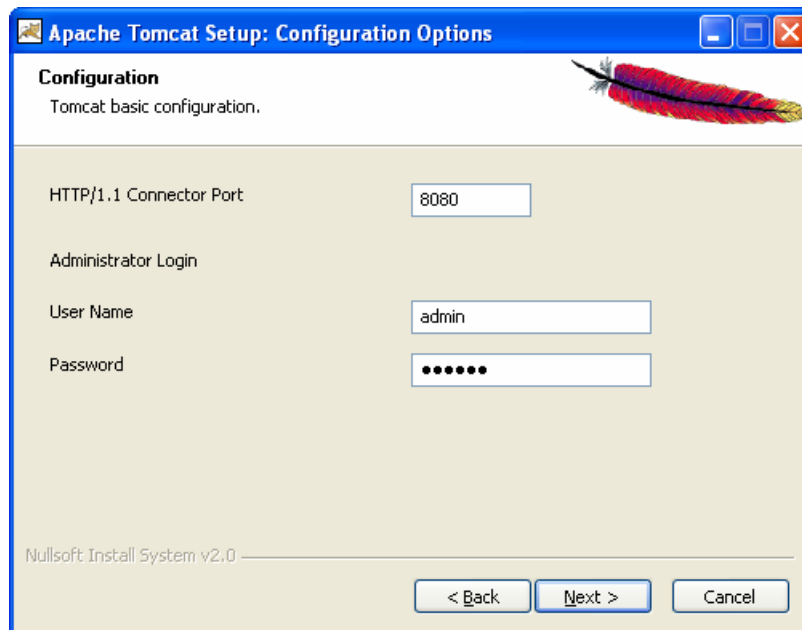 Apache Tomcat Setup: Configuration Options
Configuration
Tomcat basic configuration.
HTTP/1.1 Connector Port 8080
Administrator Login
User Name admin
Password ●●●●●●
Nullsoft Install System v2.0
< Back Next > Cancel